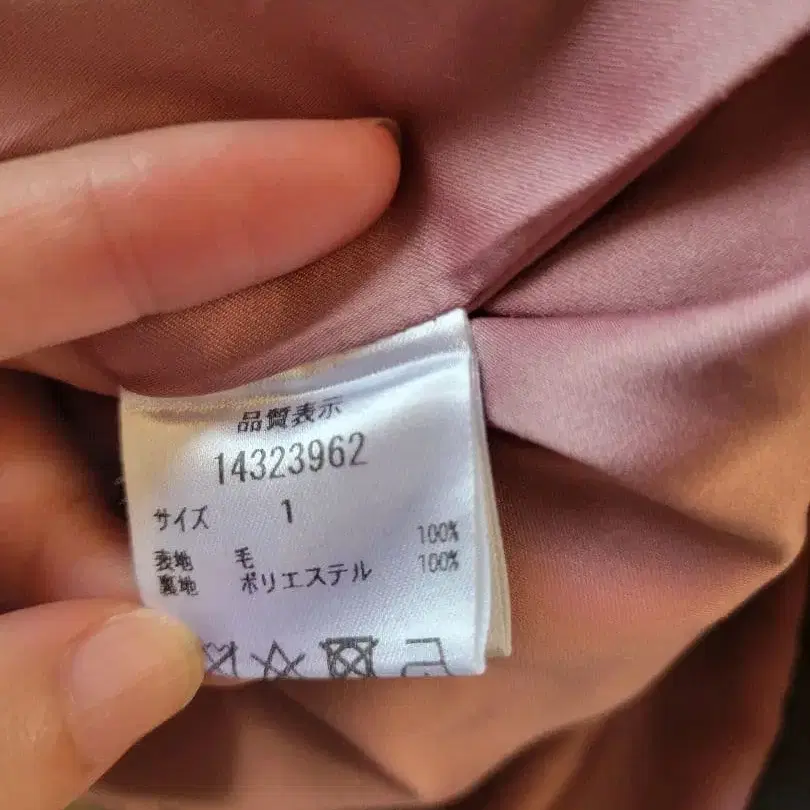 品質表示
14323962
サイズ 1
表地 毛 100%
裏地 ポリエステル 100%